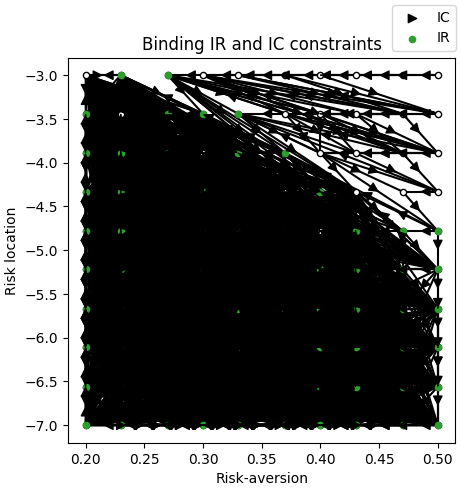 IC
IR
Binding IR and IC constraints
−3.0
−3.5
−4.0
−4.5
−5.0
−5.5
−6.0
−6.5
−7.0
Risk location
0.20 0.25 0.30 0.35 0.40 0.45 0.50
Risk-aversion